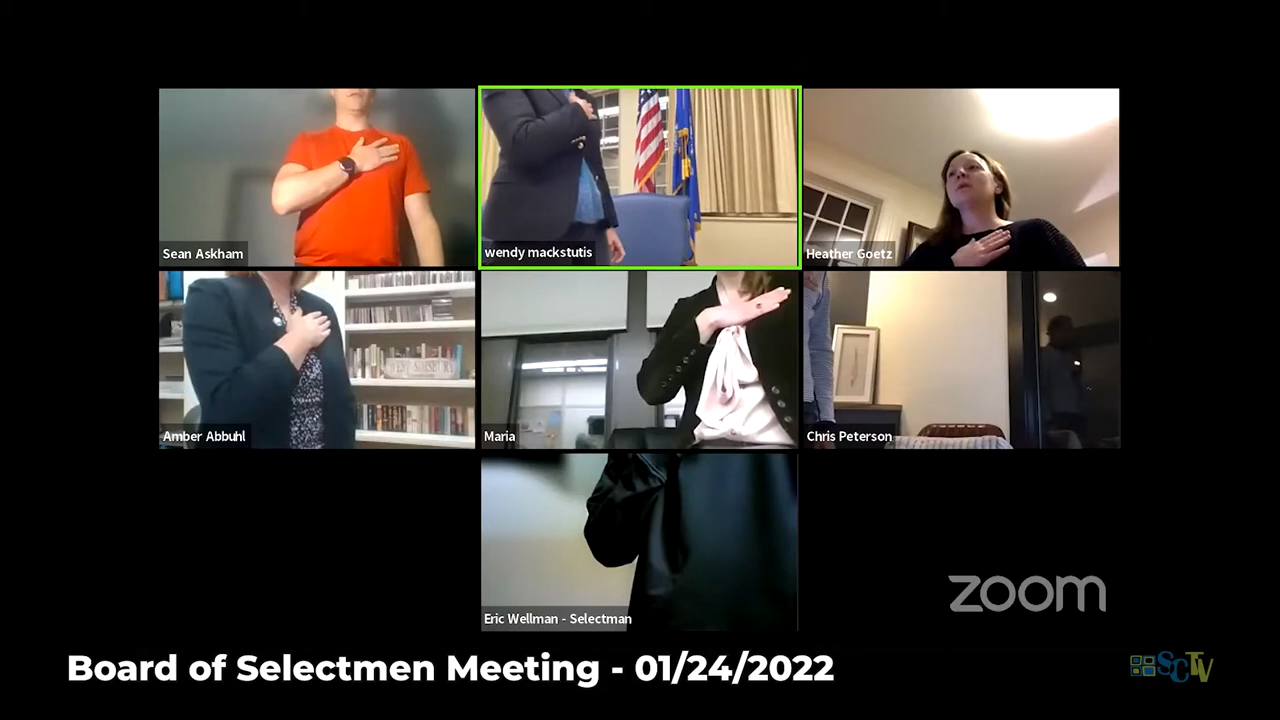 Sean Askham
wendy mackstutis
Heather Goetz
Amber Abbuhl
Maria
Chris Peterson
Eric Wellman - Selectman
zoom
Board of Selectmen Meeting - 01/24/2022
SCTV